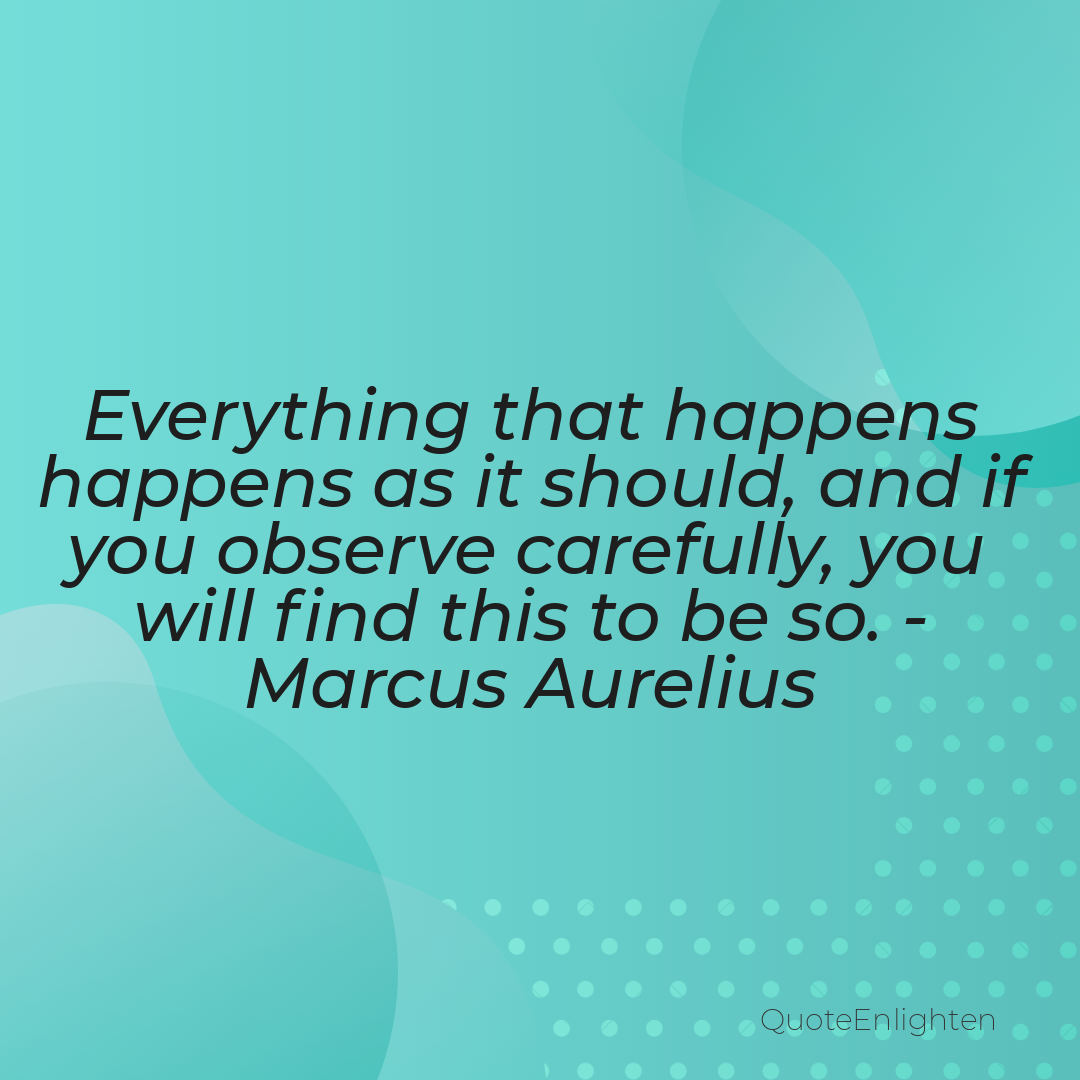 Everything that happens
happens as it should, and if
you observe carefully, you
will find this to be so. -
Marcus Aurelius
QuoteEnlighten